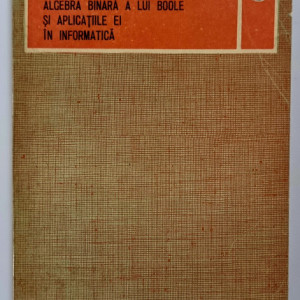 ALGEBRA BINARĂ A LUI BOOLE
ȘI APLICAȚIILE EI
ÎN INFORMATICĂ